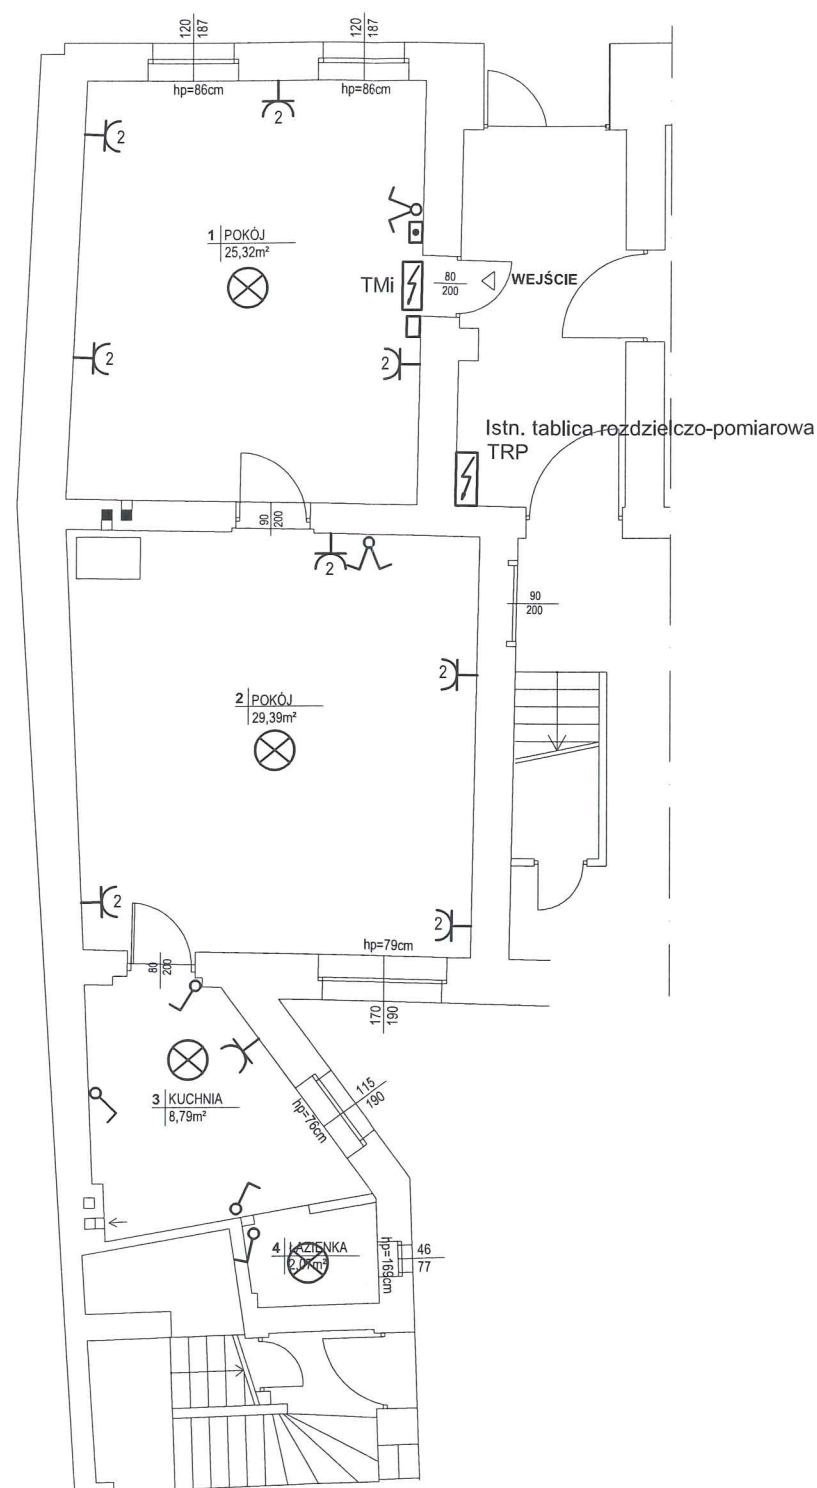 120
187
120
187
hp=86cm
hp=86cm
2
2
1 POKÓJ
25,32m²
TMi
80
200
WEJŚCIE
2
2
Istn. tablica rozdzielczo-pomiarowa
TRP
90
200
2
90
200
2
2 POKÓJ
29,39m²
2
2
hp=79cm
80
200
170
190
115
190
hp=76cm
3 KUCHNIA
8,79m²
4 ŁAZIENKA
2,07m²
hp=169cm
46
77